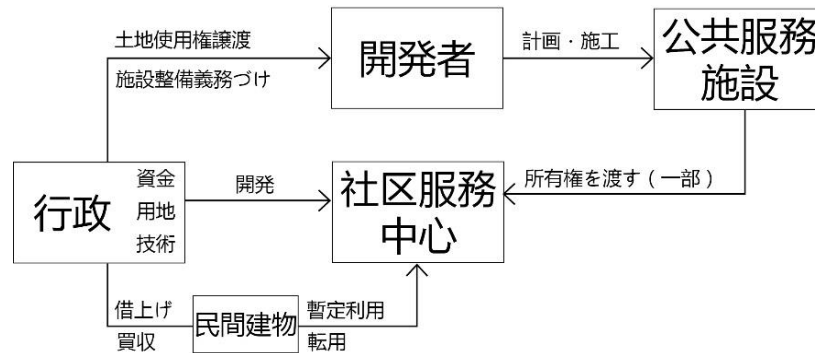 土地使用権譲渡
施設整備義務づけ
開発者
計画・施工
公共服務
施設
行政
資金
用地
技術
開発
社区服務
中心
所有権を渡す（一部）
借上げ
買収
民間建物
暫定利用
転用